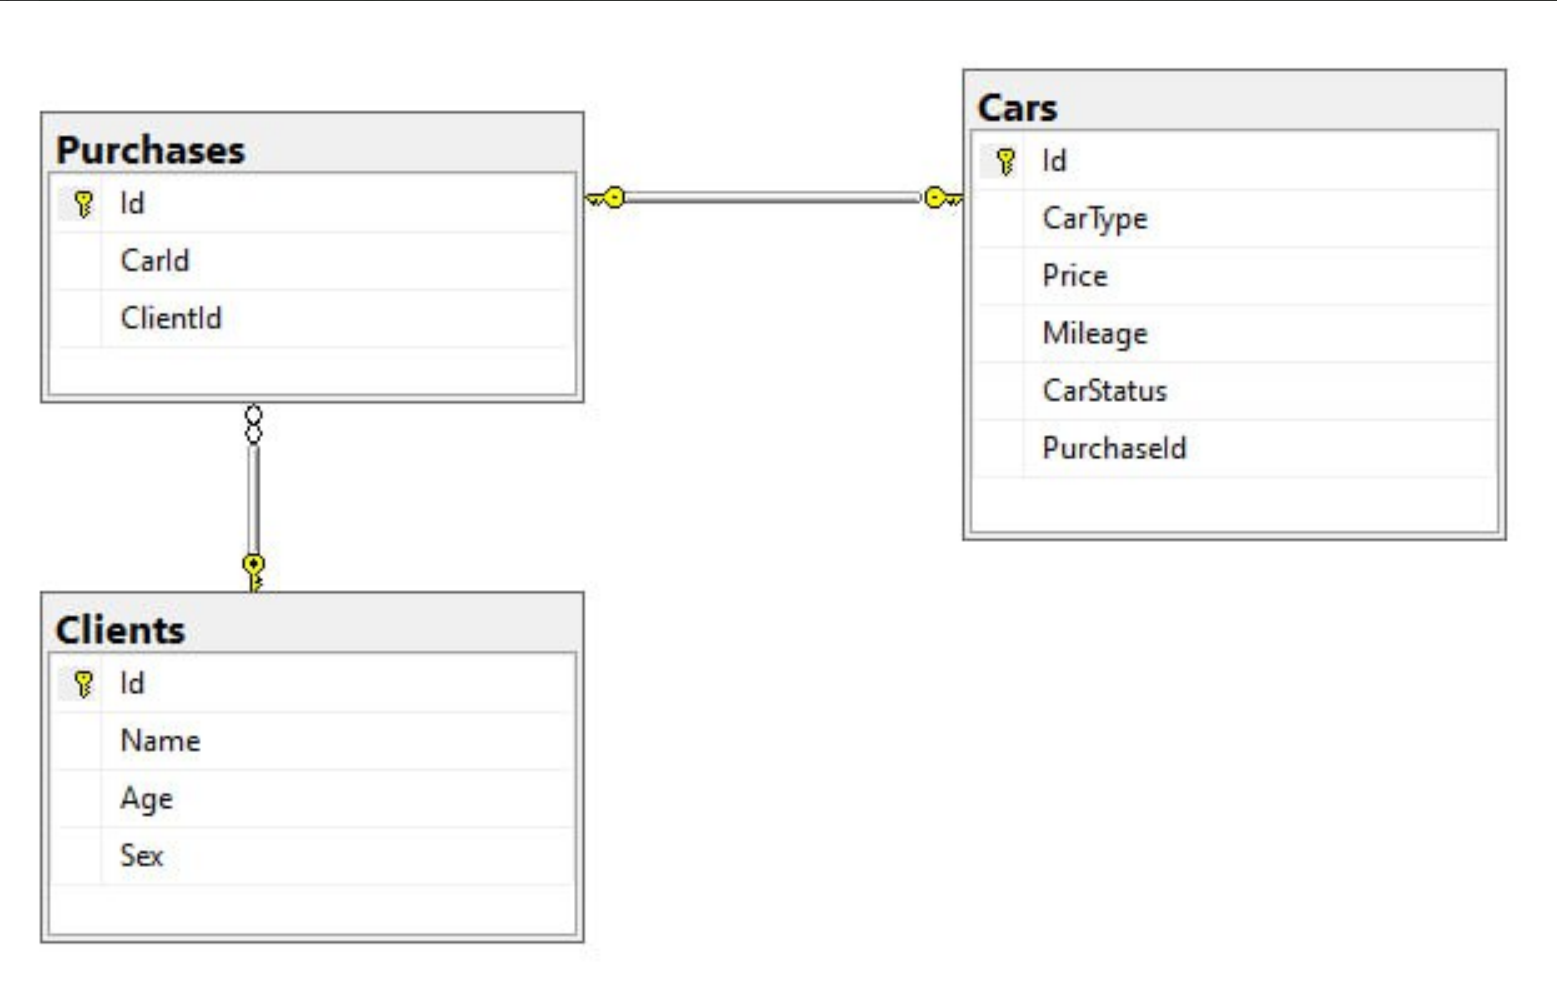 Purchases
Id
CarId
ClientId
Cars
Id
CarType
Price
Mileage
CarStatus
PurchaseId
Clients
Id
Name
Age
Sex